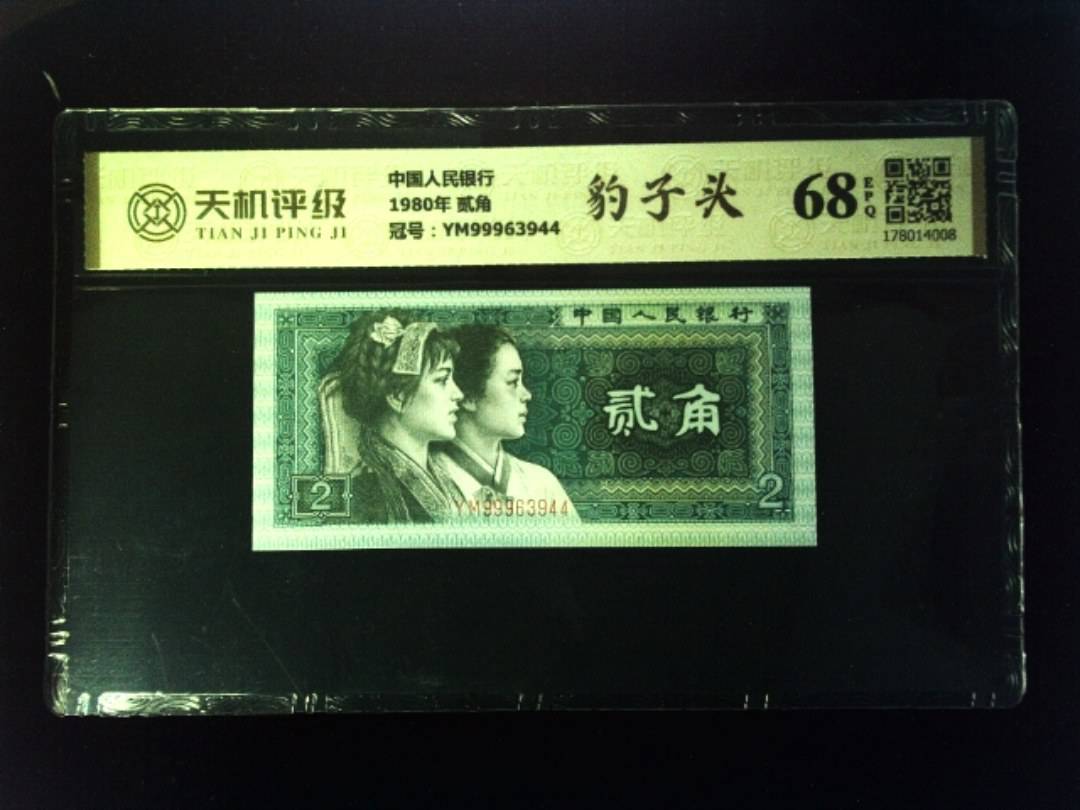 天机评级
TIAN JI PING JI
中国人民银行
1980年 贰角
冠号：YM99963944
豹子头
68
EPQ
178014008
中国人民银行
贰角
2
2
YM99963944